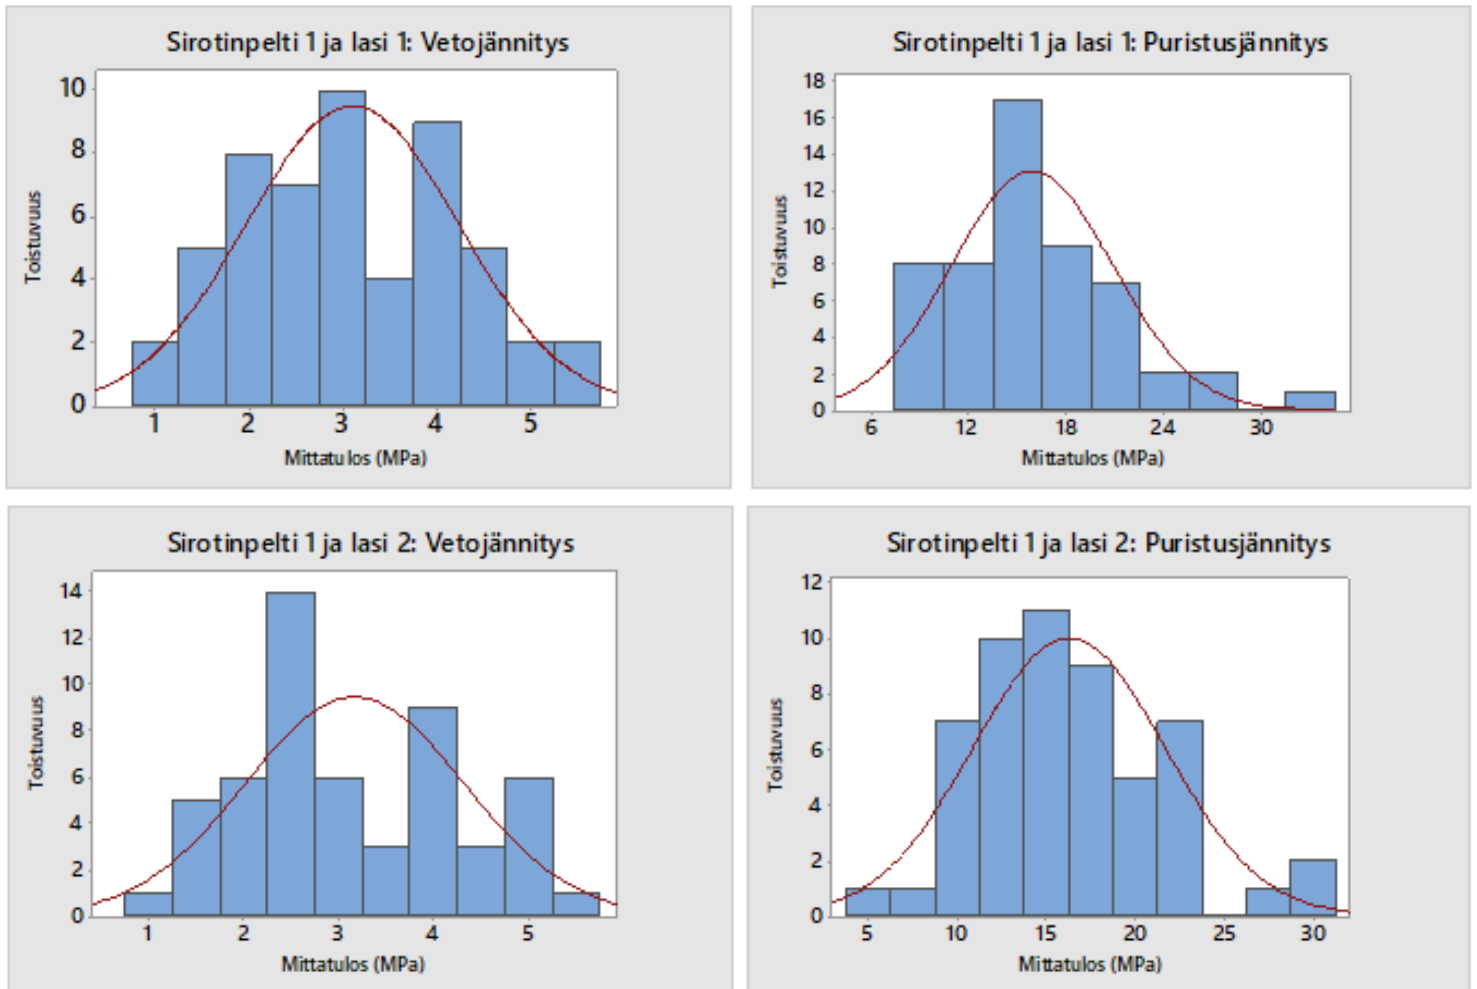 Sirotinpelti 1 ja lasi 1: Vetojännitys
Toistuvuus
10
8
6
4
2
0
1 2 3 4 5
Mittatulos (MPa)
Sirotinpelti 1 ja lasi 1: Puristusjännitys
Toistuvuus
18
16
14
12
10
8
6
4
2
0
6 12 18 24 30
Mittatulos (MPa)
Sirotinpelti 1 ja lasi 2: Vetojännitys
Toistuvuus
14
12
10
8
6
4
2
0
1 2 3 4 5
Mittatulos (MPa)
Sirotinpelti 1 ja lasi 2: Puristusjännitys
Toistuvuus
12
10
8
6
4
2
0
5 10 15 20 25 30
Mittatulos (MPa)